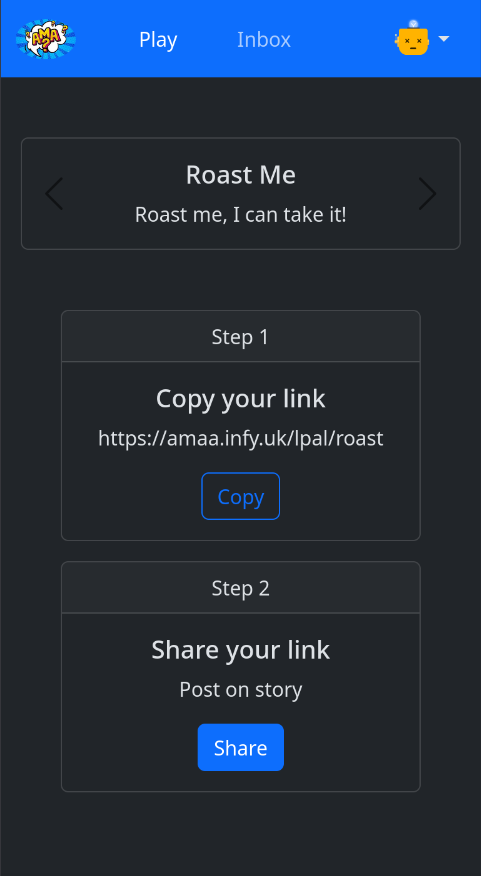 AMA
Play
Inbox
Roast Me
Roast me, I can take it!
Step 1
Copy your link
https://amaa.infy.uk/lpal/roast
Copy
Step 2
Share your link
Post on story
Share